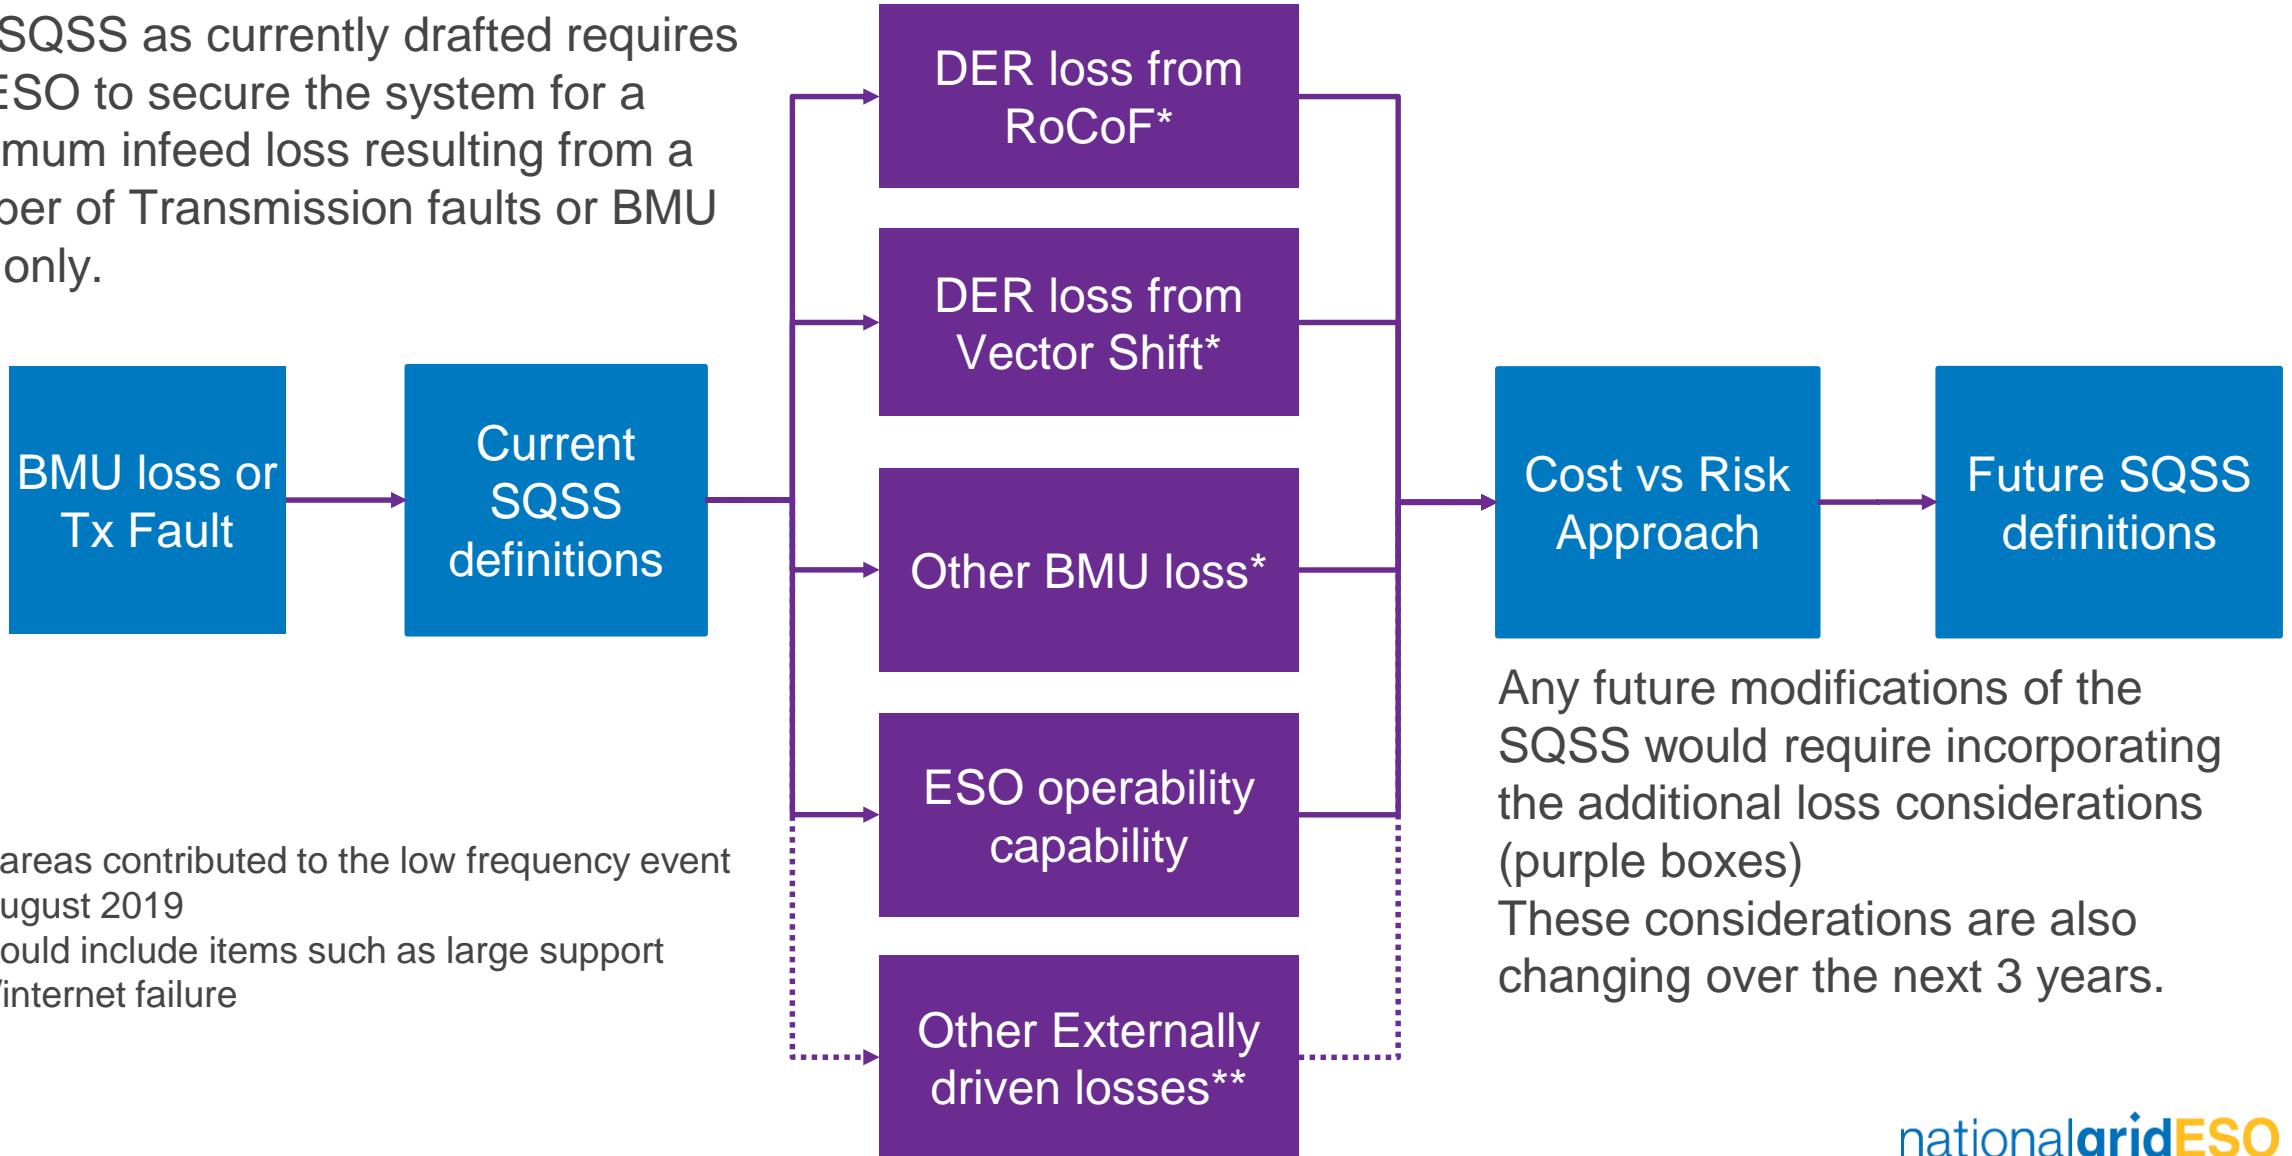 SQSS as currently drafted requires
ESO to secure the system for a
mum infeed loss resulting from a
ber of Transmission faults or BMU
only.
BMU loss or
Tx Fault
Current
SQSS
definitions
DER loss from
RoCoF*
DER loss from
Vector Shift*
Other BMU loss*
ESO operability
capability
Other Externally
driven losses**
Cost vs Risk
Approach
Future SQSS
definitions
Any future modifications of the
SQSS would require incorporating
the additional loss considerations
(purple boxes)
These considerations are also
changing over the next 3 years.
areas contributed to the low frequency event
ugust 2019
ould include items such as large support
/internet failure
nationalgridESO